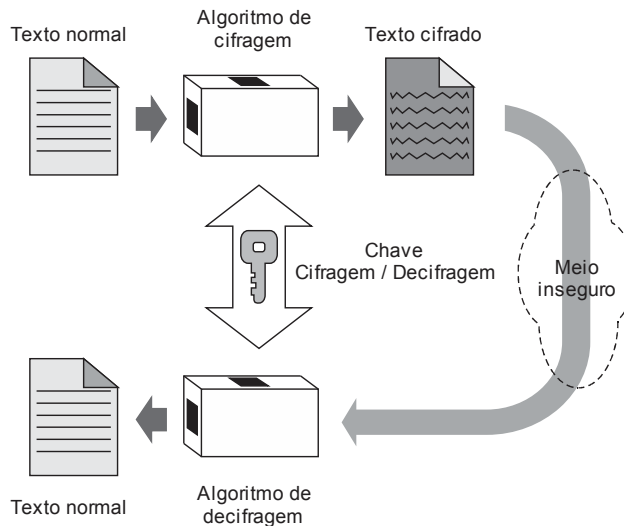 Texto normal
Algoritmo de
cifragem
Texto cifrado
Chave
Cifragem / Decifragem
Meio
inseguro
Texto normal
Algoritmo de
decifragem